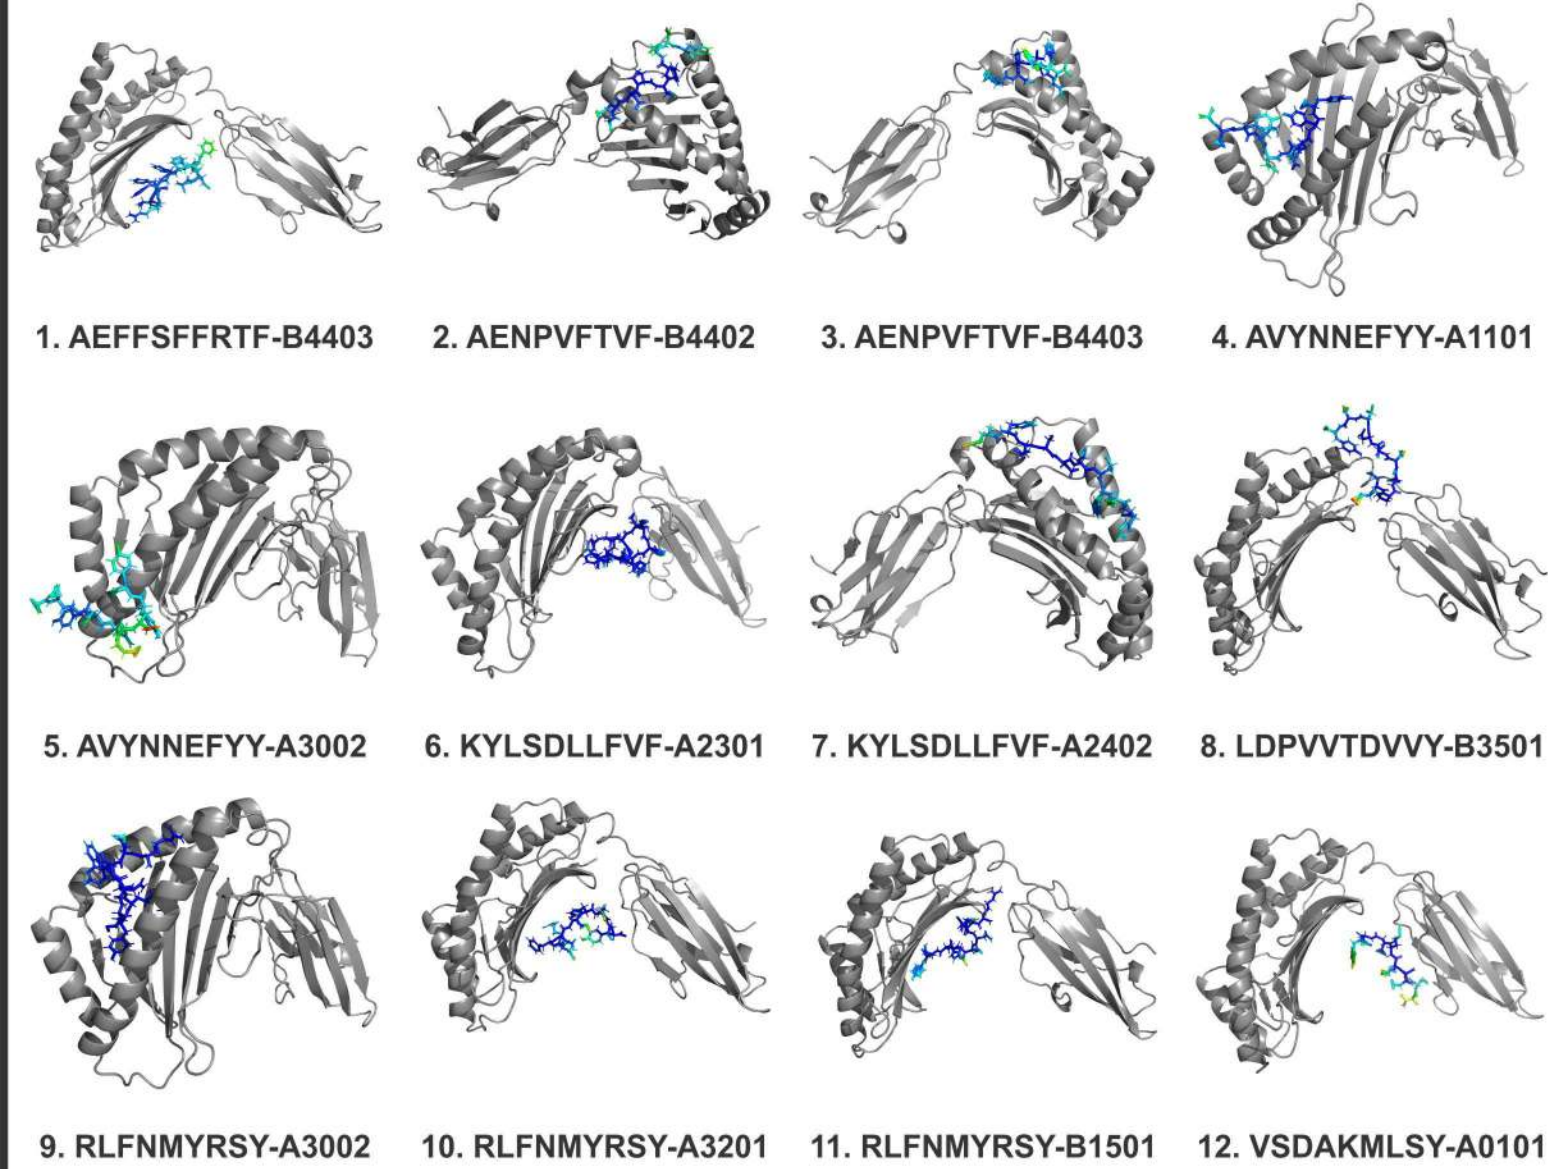 1. AEFFSFFRTF-B4403 2. AENPVFTVF-B4402 3. AENPVFTVF-B4403 4. AVYNNEFYY-A1101
5. AVYNNEFYY-A3002 6. KYLSDLLFVF-A2301 7. KYLSDLLFVF-A2402 8. LDPVVTDVVY-B3501
9. RLFNMYRSY-A3002 10. RLFNMYRSY-A3201 11. RLFNMYRSY-B1501 12. VSDAKMLSY-A0101